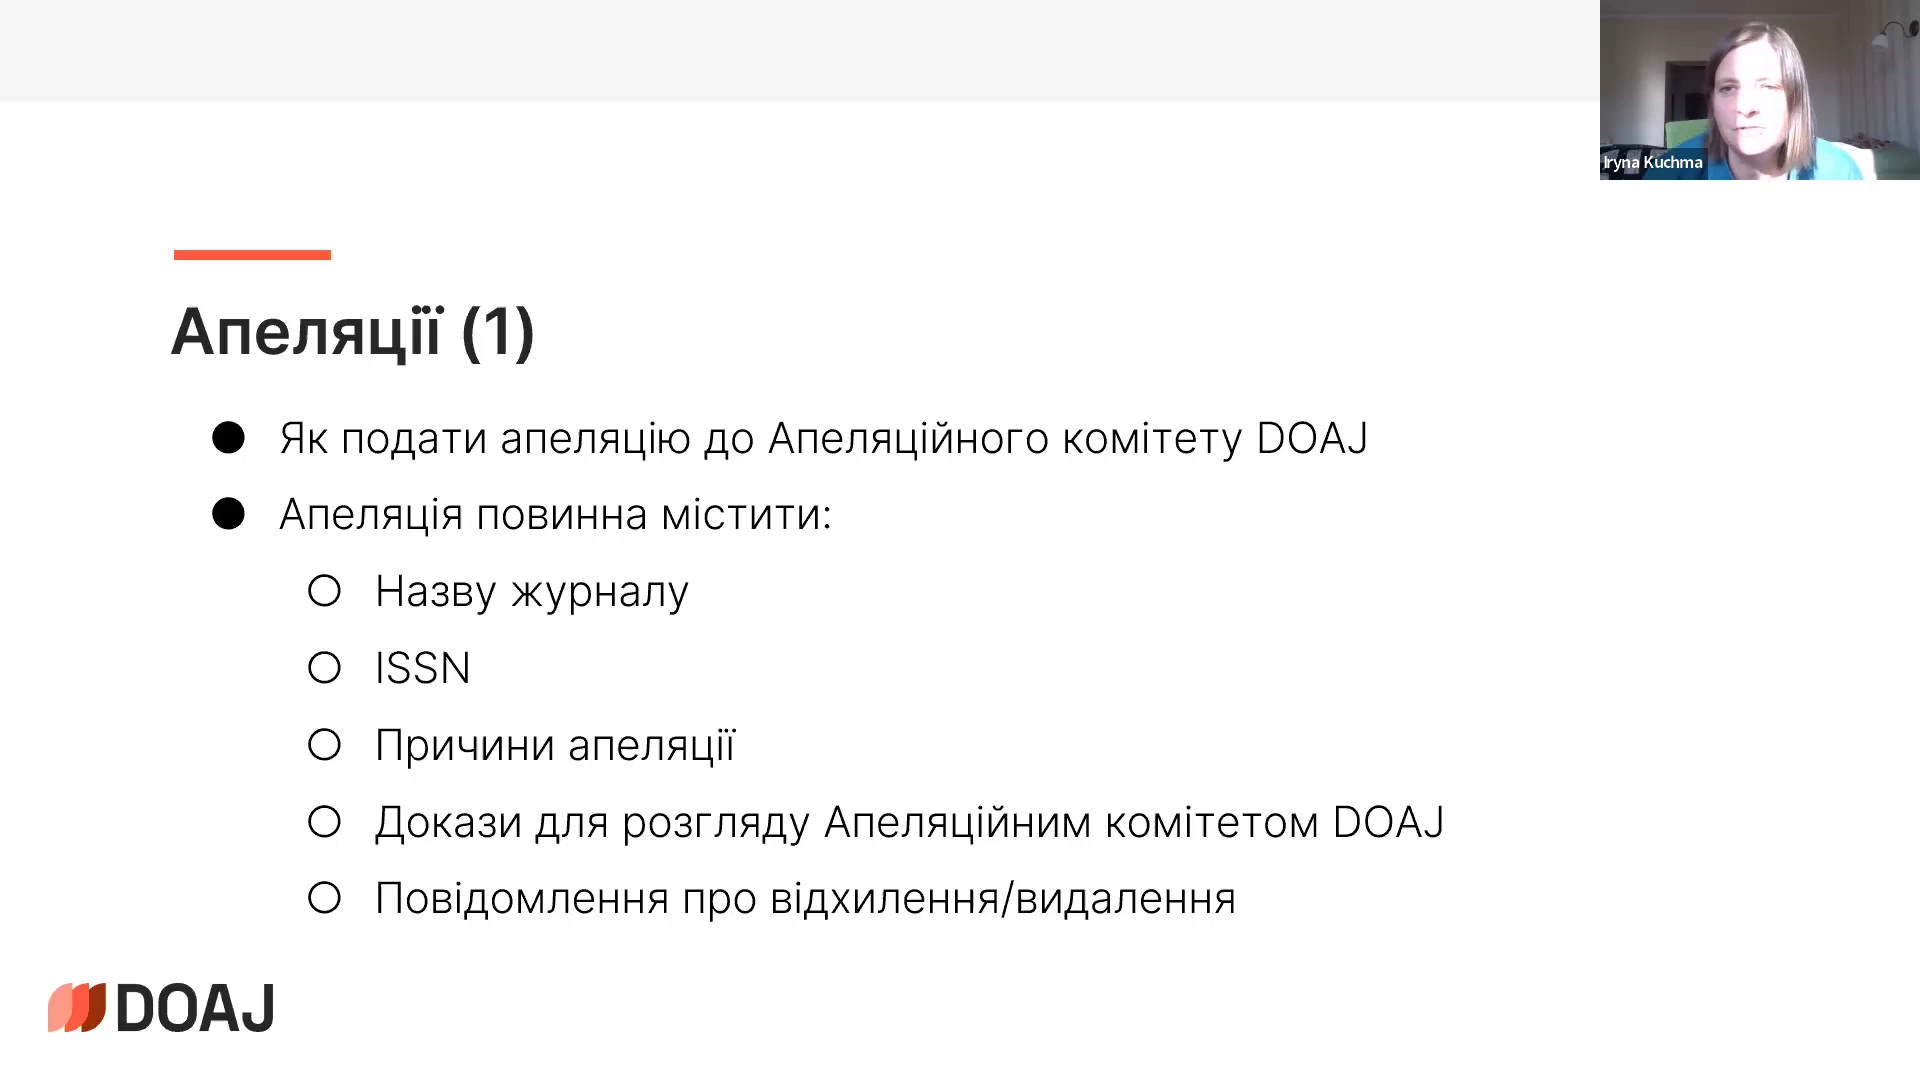 Iryna Kuchma
Апеляції (1)
Як подати апеляцію до Апеляційного комітету DOAJ
Апеляція повинна містити:
Назву журналу
ISSN
Причини апеляції
Докази для розгляду Апеляційним комітетом DOAJ
Повідомлення про відхилення/видалення
DOAJ